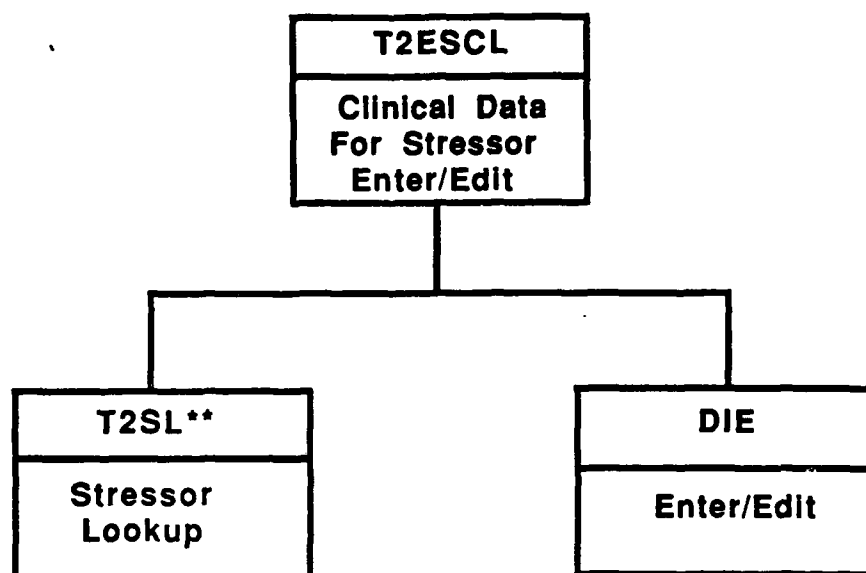 T2ESCL
Clinical Data
For Stressor
Enter/Edit
T2SL**
Stressor
Lookup
DIE
Enter/Edit